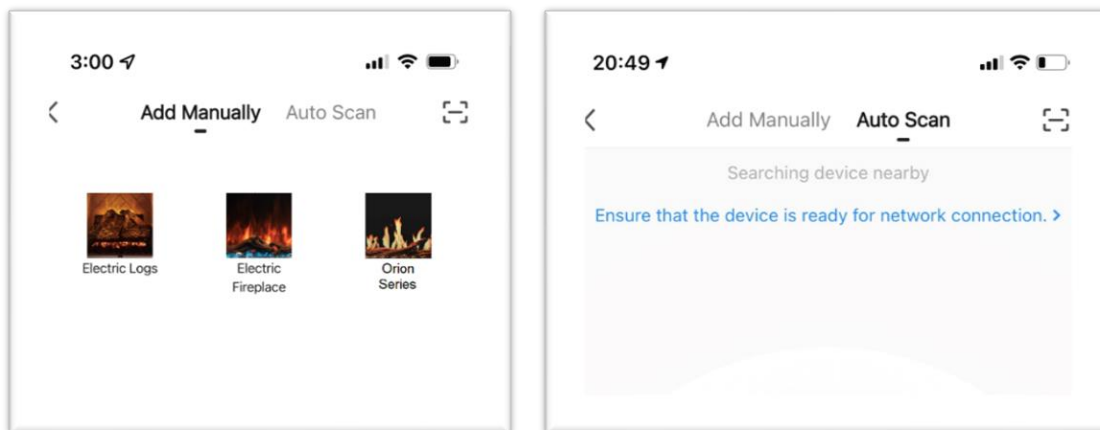 3:00
Add Manually Auto Scan
Electric Logs
Electric
Fireplace
Orion
Series
20:49
Add Manually Auto Scan
Searching device nearby
Ensure that the device is ready for network connection. >